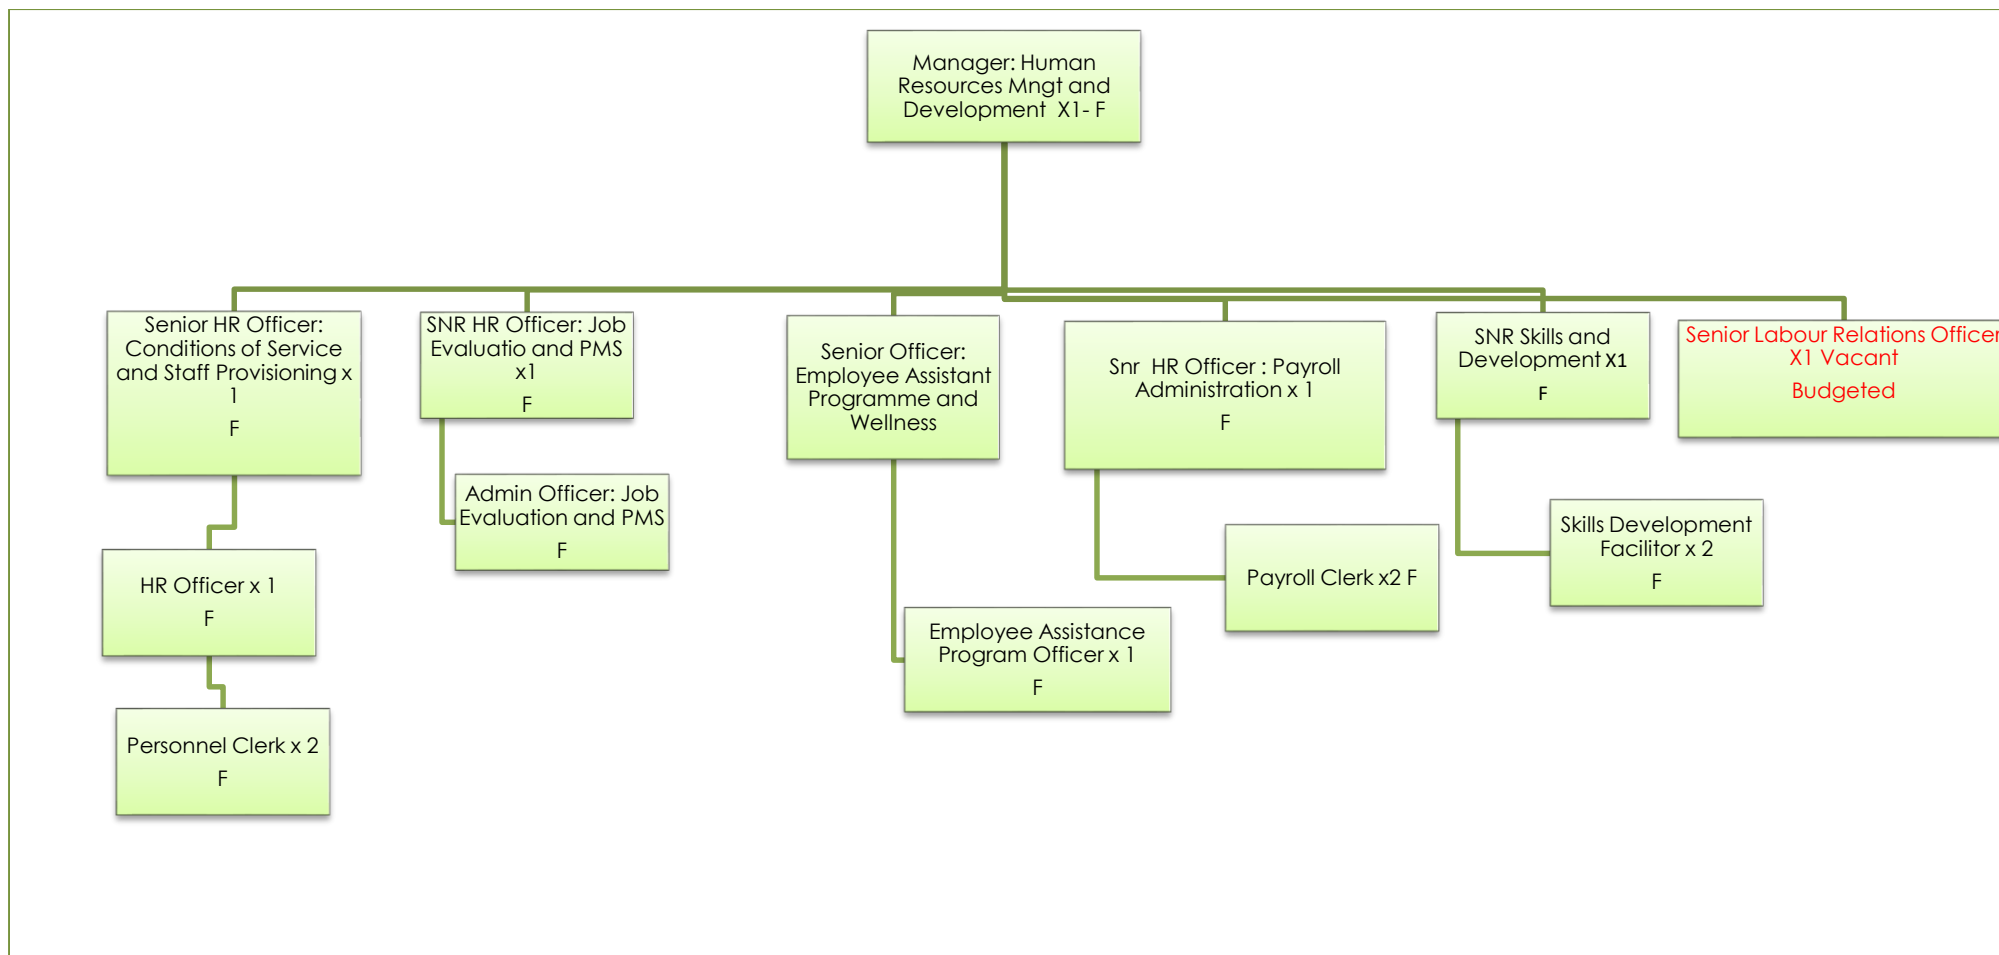 Manager: Human
Resources Mngt and
Development  X1- F
Senior HR Officer:
Conditions of Service
and Staff Provisioning x
1
F
SNR HR Officer: Job
Evaluatio and PMS
x1
F
Senior Officer:
Employee Assistant
Programme and
Wellness
Snr  HR Officer : Payroll
Administration x 1
F
SNR Skills and
Development X1
F
Senior Labour Relations Officer
X1 Vacant
Budgeted
Admin Officer: Job
Evaluation and PMS
F
Skills Development
Facilitor x 2
F
HR Officer x 1
F
Payroll Clerk x2 F
Employee Assistance
Program Officer x 1
F
Personnel Clerk x 2
F